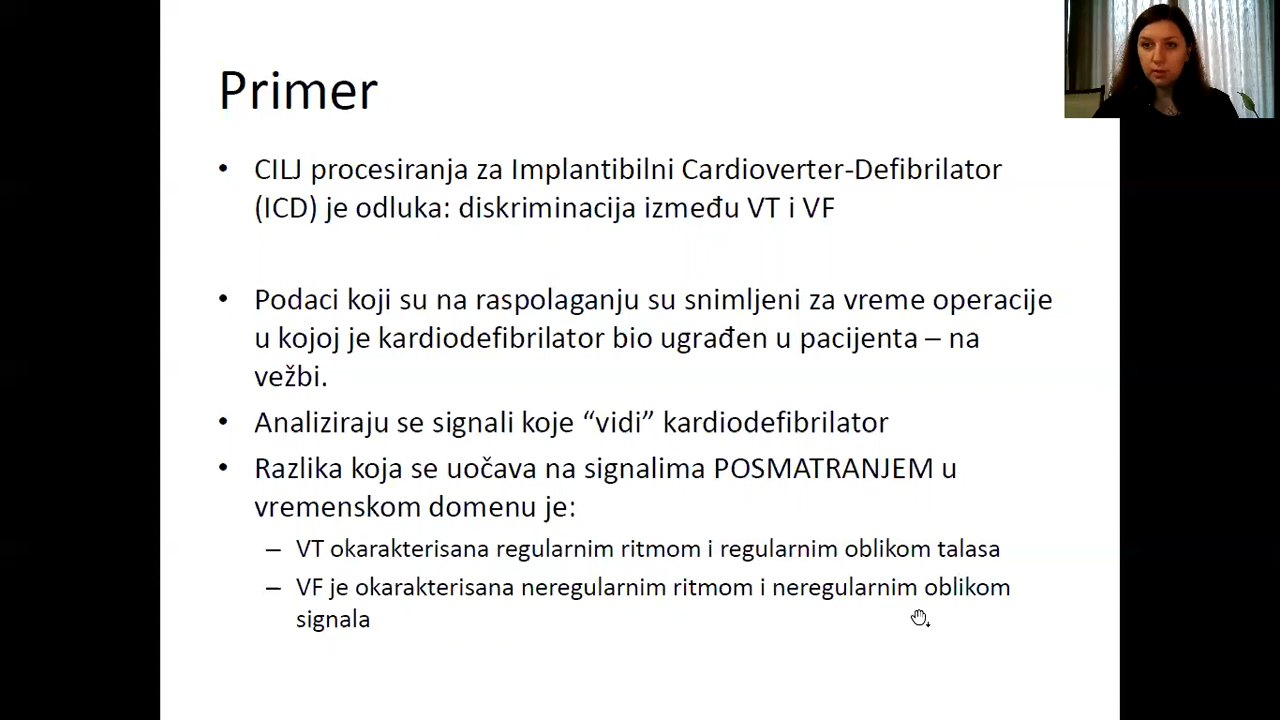 Primer
• CILJ procesiranja za Implantibilni Cardioverter-Defibrilator
(ICD) je odluka: diskriminacija između VT i VF
• Podaci koji su na raspolaganju su snimljeni za vreme operacije
u kojoj je kardiodefibrilator bio ugrađen u pacijenta – na
vežbi.
• Analiziraju se signali koje “vidi” kardiodefibrilator
• Razlika koja se uočava na signalima POSMATRANJEM u
vremenskom domenu je:
– VT okarakterisana regularnim ritmom i regularnim oblikom talasa
– VF je okarakterisana neregularnim ritmom i neregularnim oblikom
signala